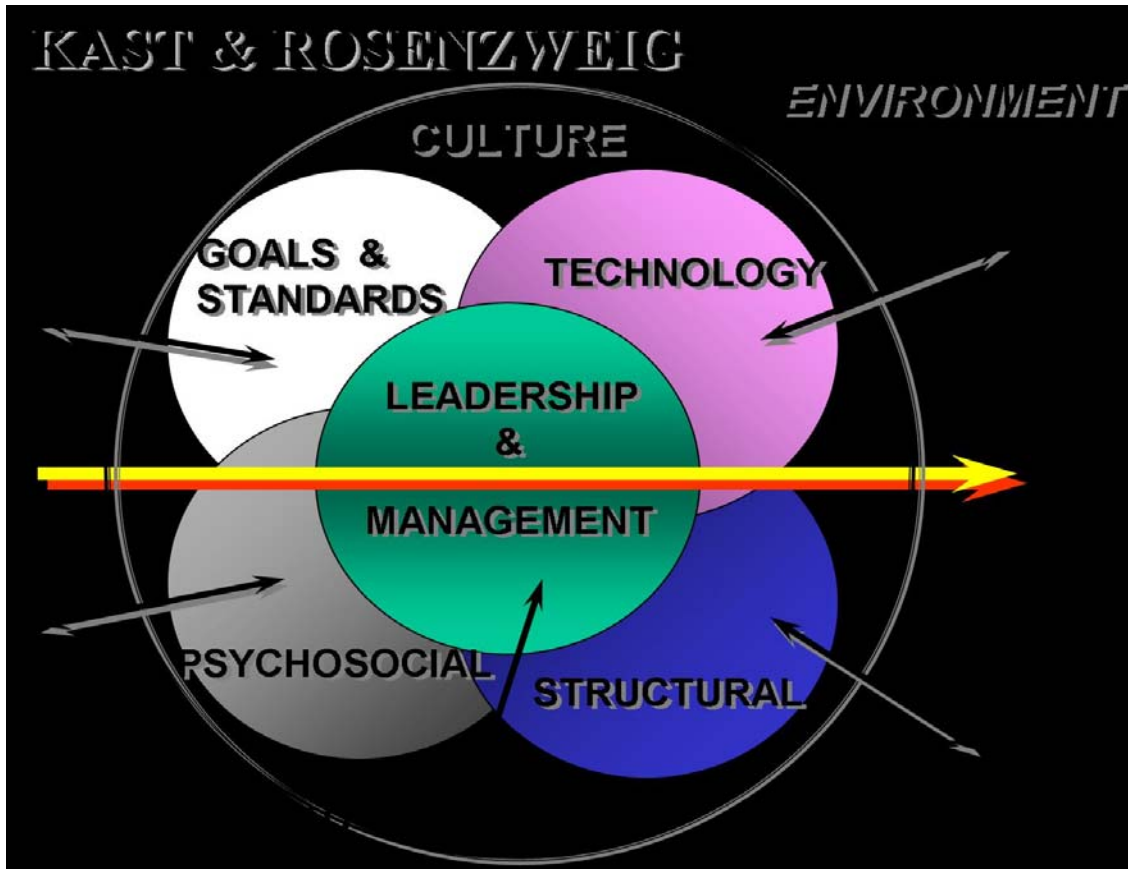 KAST & ROSENZWEIG
ENVIRONMENT
CULTURE
GOALS &
STANDARDS
TECHNOLOGY
LEADERSHIP
&
MANAGEMENT
PSYCHOSOCIAL
STRUCTURAL